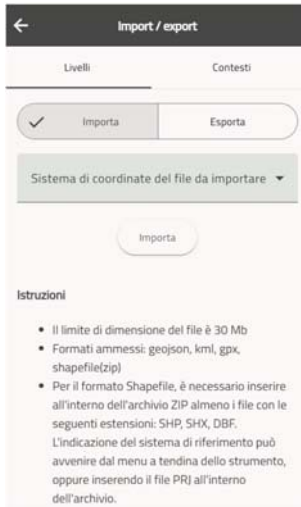 Import / export
Livelli
Contesti
Importa
Esporta
Sistema di coordinate del file da importare
Importa
Istruzioni
Il limite di dimensione del file è 30 Mb
Formati ammessi: geojson, kml, gpx,
shapefile(zip)
Per il formato Shapefile, è necessario inserire
all'interno dell'archivio ZIP almeno i file con le
seguenti estensioni: SHP, SHX, DBF.
L'indicazione del sistema di riferimento può
avvenire dal menu a tendina dello strumento,
oppure inserendo il file PRJ all'interno
dell'archivio.